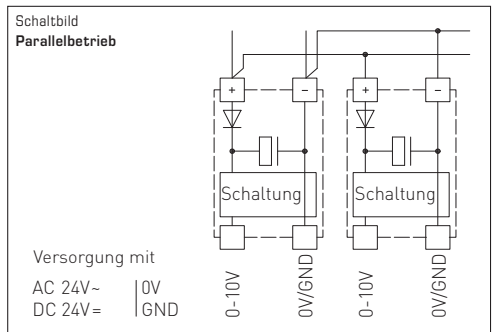 Schaltbild
Parallelbetrieb
+ − + −
Schaltung Schaltung
Versorgung mit
AC 24V~ 0V
DC 24V= GND
0-10V
0V/GND
0-10V
0V/GND